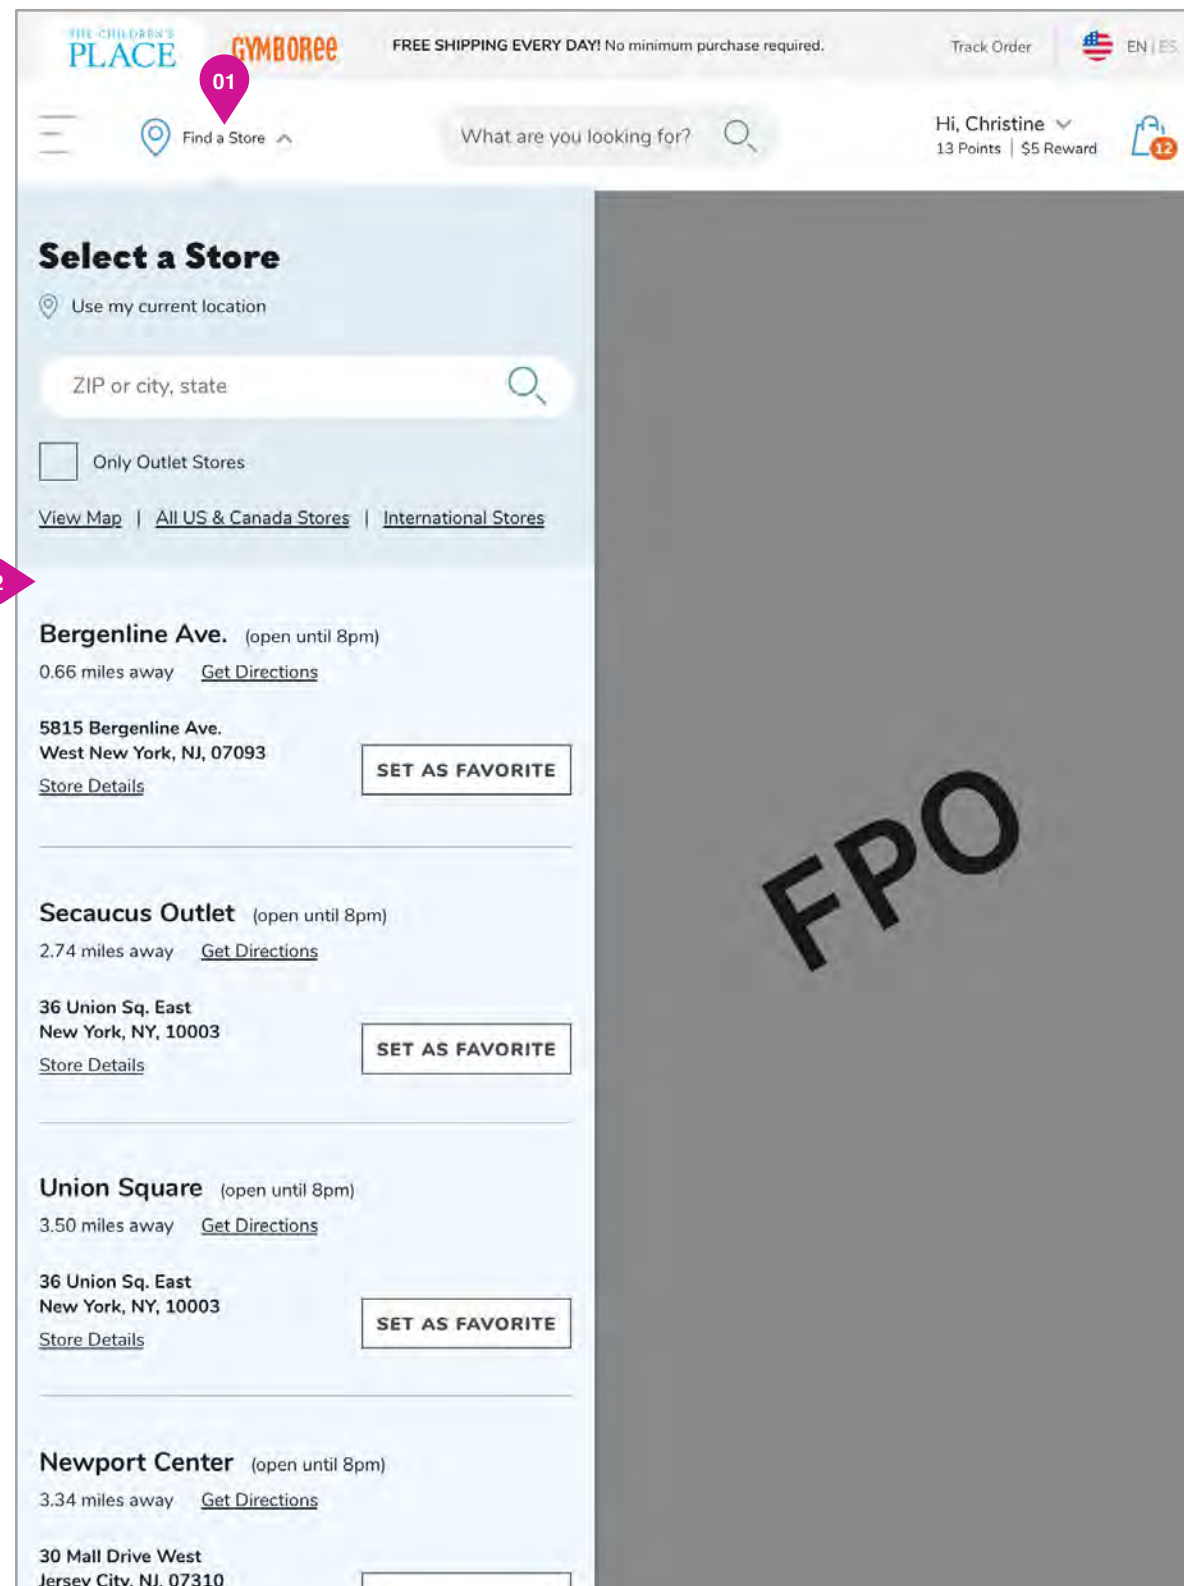 THE CHILDREN'S
PLACE
GYMBOREE
FREE SHIPPING EVERY DAY! No minimum purchase required.
Track Order
EN | ES
01
Find a Store
What are you looking for?
Hi, Christine
13 Points | $5 Reward
12
Select a Store
Use my current location
ZIP or city, state
Only Outlet Stores
View Map | All US & Canada Stores | International Stores
2
Bergenline Ave. (open until 8pm)
0.66 miles away Get Directions
5815 Bergenline Ave.
West New York, NJ, 07093
Store Details
SET AS FAVORITE
FPO
Secaucus Outlet (open until 8pm)
2.74 miles away Get Directions
36 Union Sq. East
New York, NY, 10003
Store Details
SET AS FAVORITE
Union Square (open until 8pm)
3.50 miles away Get Directions
36 Union Sq. East
New York, NY, 10003
Store Details
SET AS FAVORITE
Newport Center (open until 8pm)
3.34 miles away Get Directions
30 Mall Drive West
Jersey City, NJ, 07310